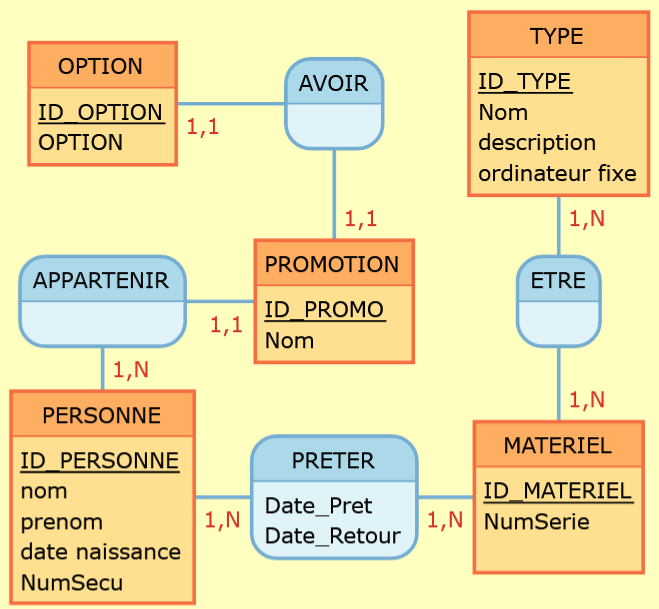 OPTION
ID_OPTION
OPTION
1,1
AVOIR
1,1
TYPE
ID_TYPE
Nom
description
ordinateur fixe
1,N
APPARTENIR
1,1
1,N
PROMOTION
ID_PROMO
Nom
ETRE
1,N
PERSONNE
ID_PERSONNE
nom
prenom
date naissance
NumSecu
1,N
PRETER
Date_Pret
Date_Retour
1,N
MATERIEL
ID_MATERIEL
NumSerie